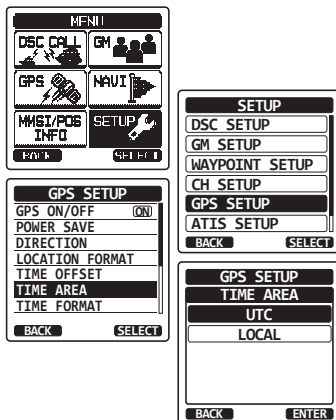 MENU
DSC CALL GM
GPS NAVI
MMSI/POS INFO SETUP
BACK SELECT
SETUP
DSC SETUP
GM SETUP
WAYPOINT SETUP
CH SETUP
GPS SETUP
ATIS SETUP
BACK SELECT
GPS SETUP
GPS ON/OFF ON
POWER SAVE
DIRECTION
LOCATION FORMAT
TIME OFFSET
TIME AREA
TIME FORMAT
BACK SELECT
GPS SETUP
TIME AREA
UTC
LOCAL
BACK ENTER